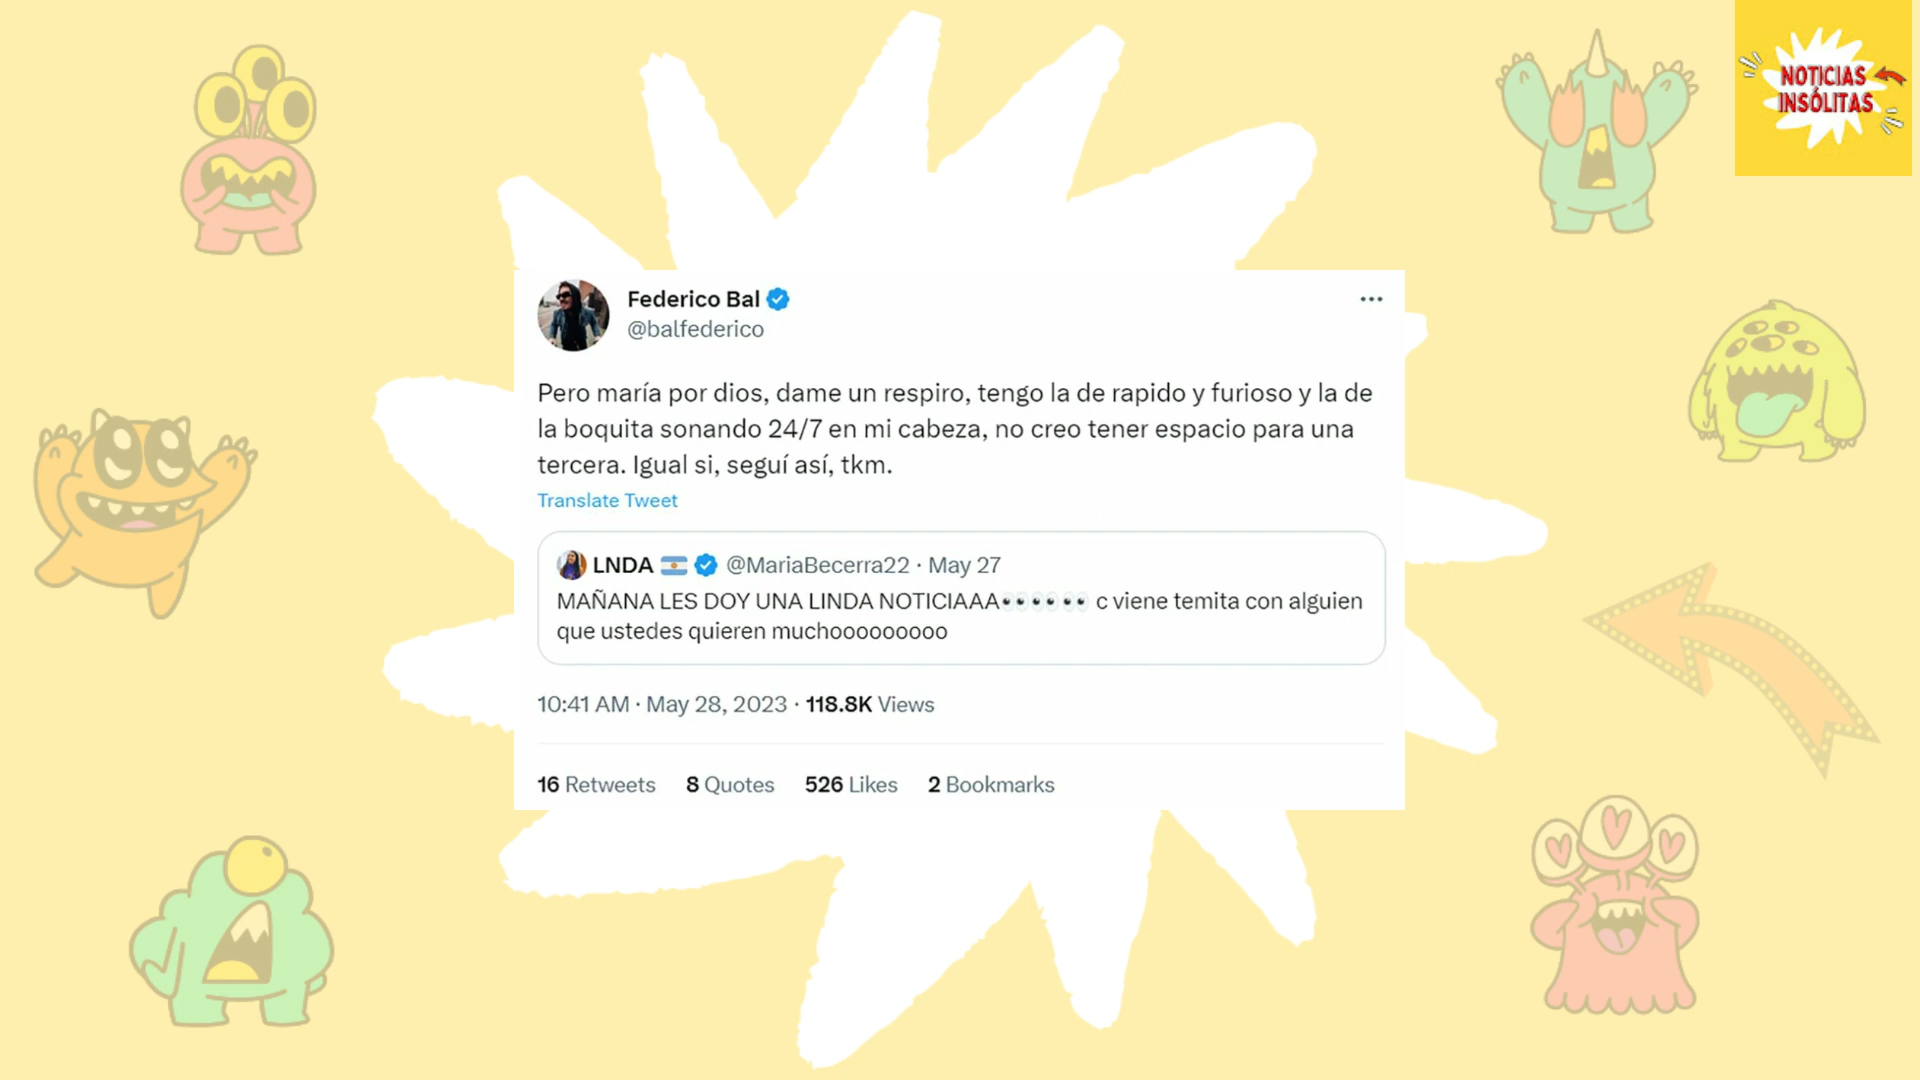 NOTICIAS
INSÓLITAS
Federico Bal
@balfederico
Pero maría por dios, dame un respiro, tengo la de rapido y furioso y la de
la boquita sonando 24/7 en mi cabeza, no creo tener espacio para una
tercera. Igual si, seguí así, tkm.
Translate Tweet
LNDA 🇦🇷 @MariaBecerra22 · May 27
MAÑANA LES DOY UNA LINDA NOTICIAAA👀👀👀 c viene temita con alguien
que ustedes quieren muchooooooooo
10:41 AM · May 28, 2023 · 118.8K Views
16 Retweets 8 Quotes 526 Likes 2 Bookmarks